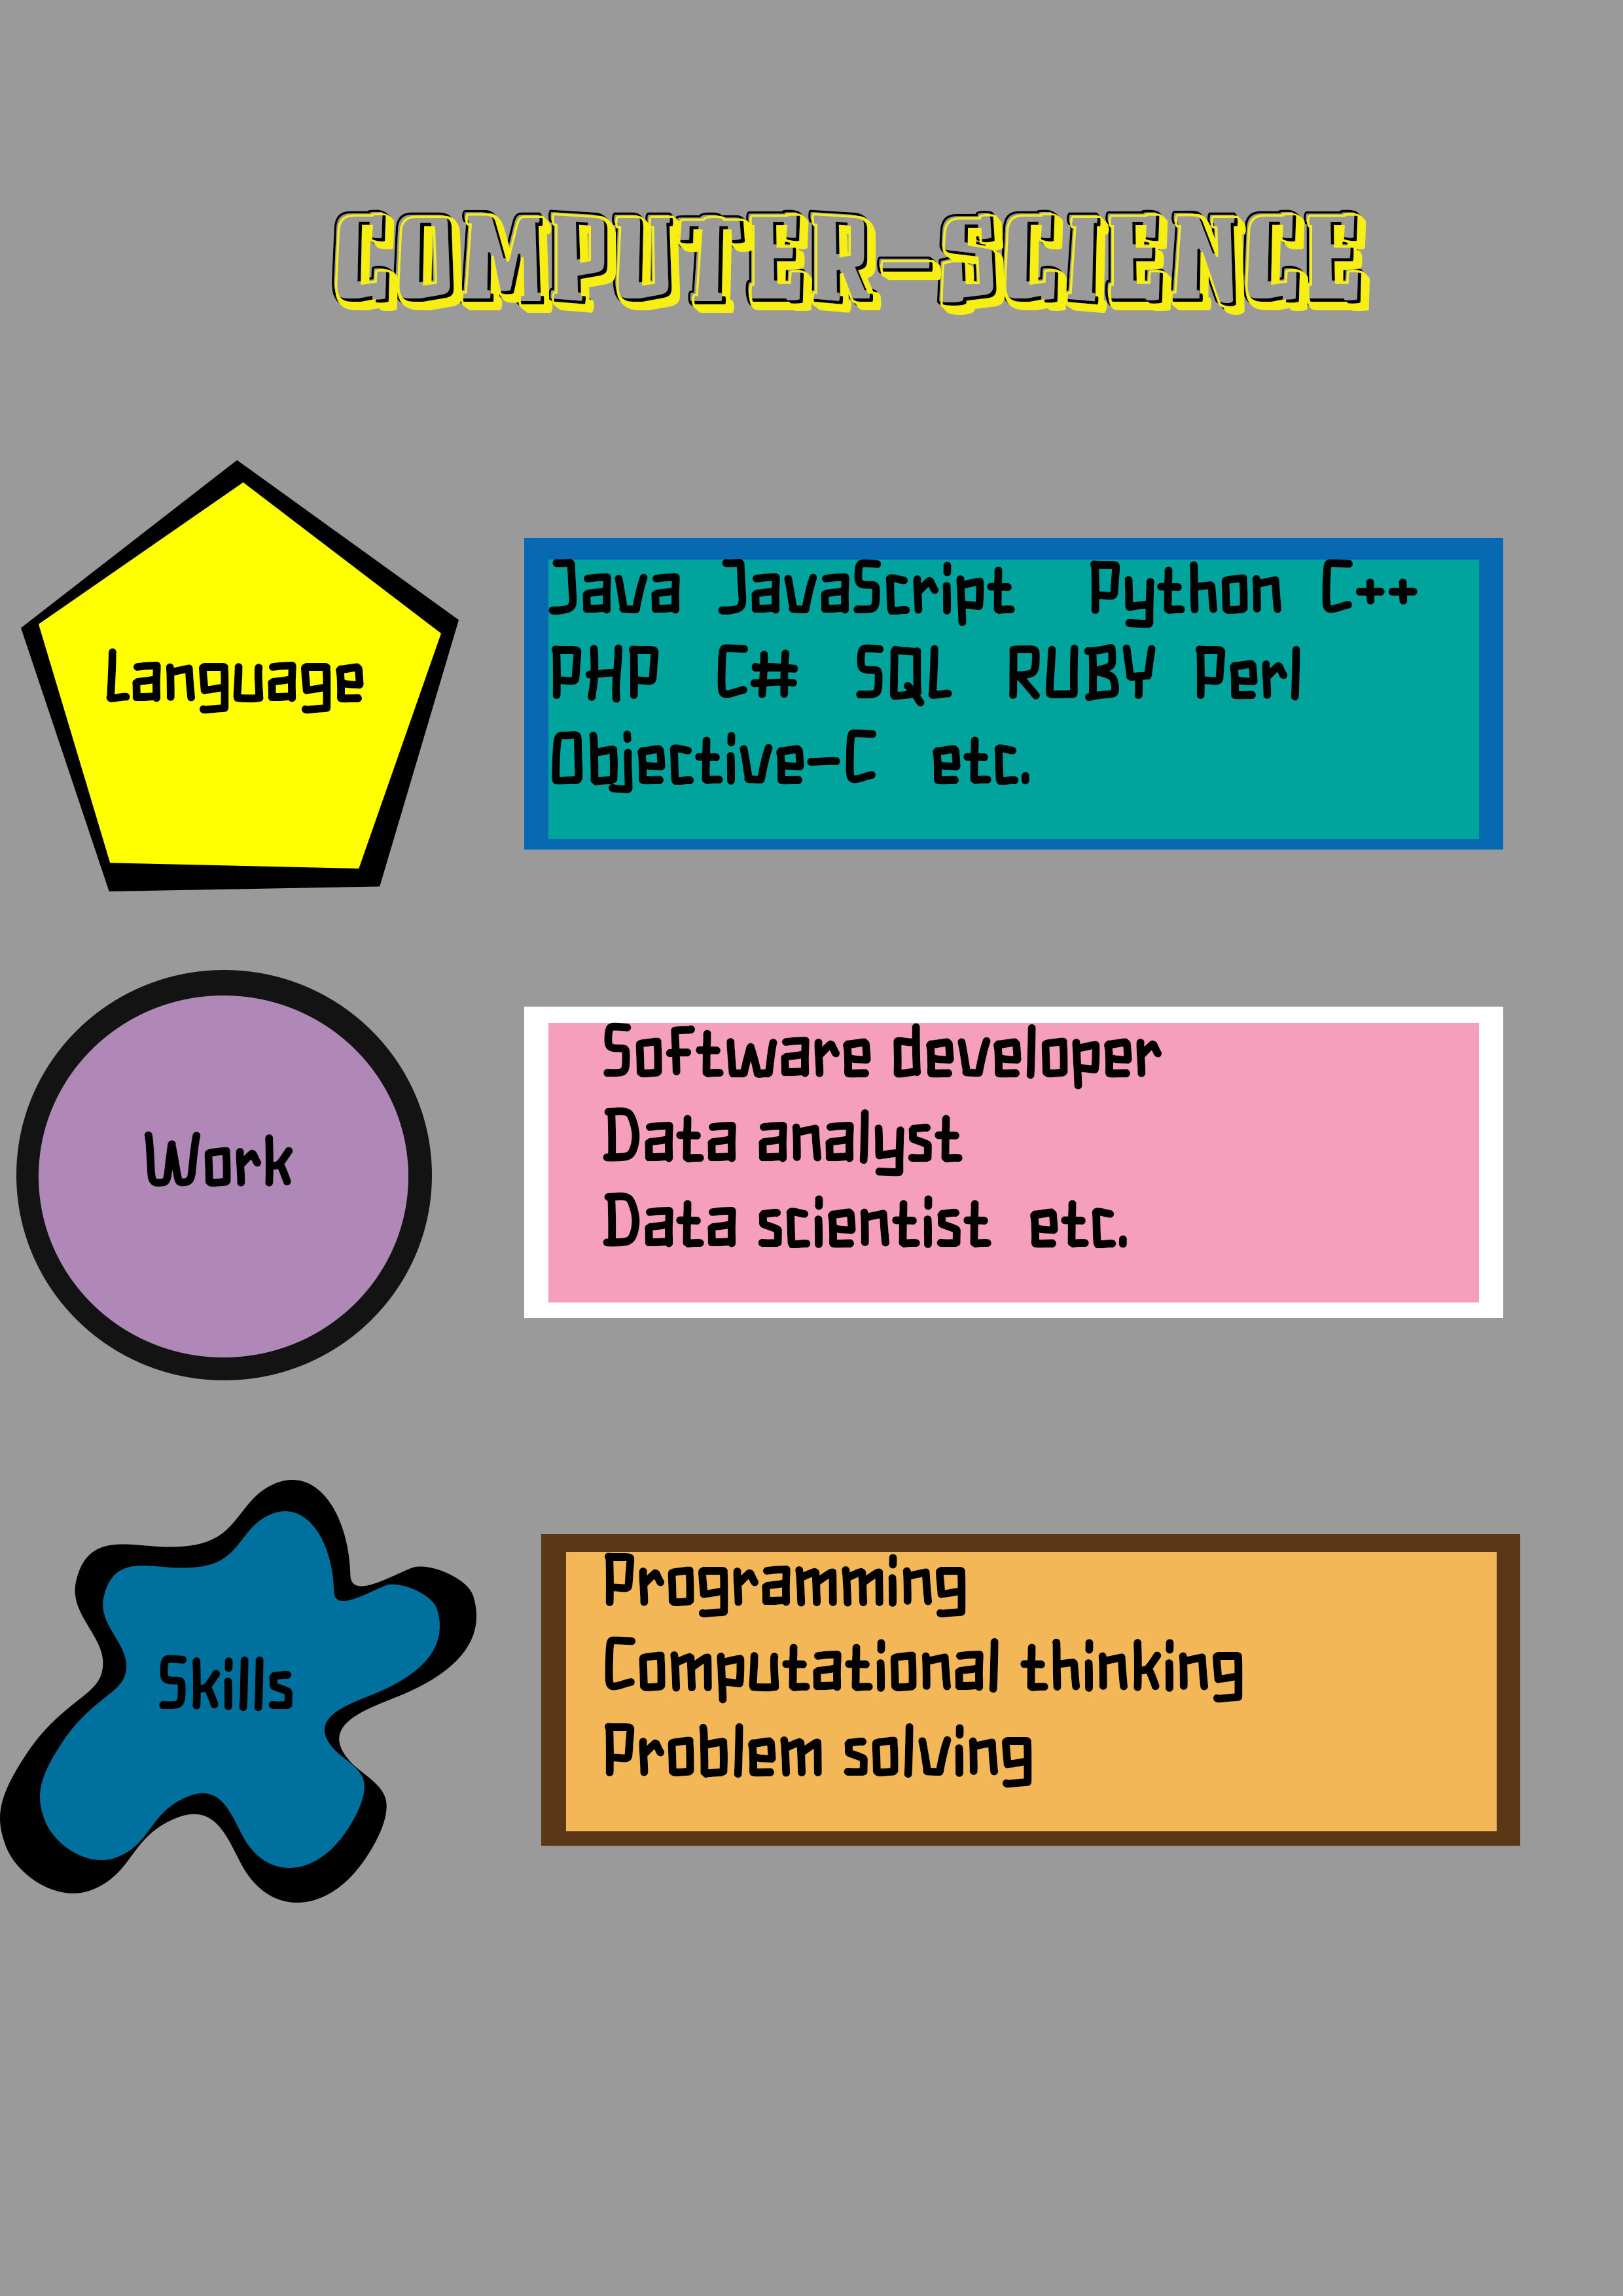 COMPUTER-SCIENCE
Language
Java JavaScript Python C++
PHP C# SQL RUBY Perl
Objective-C etc.
Work
Software developer
Data analyst
Data scientist etc.
Skills
Programming
Computational thinking
Problem solving